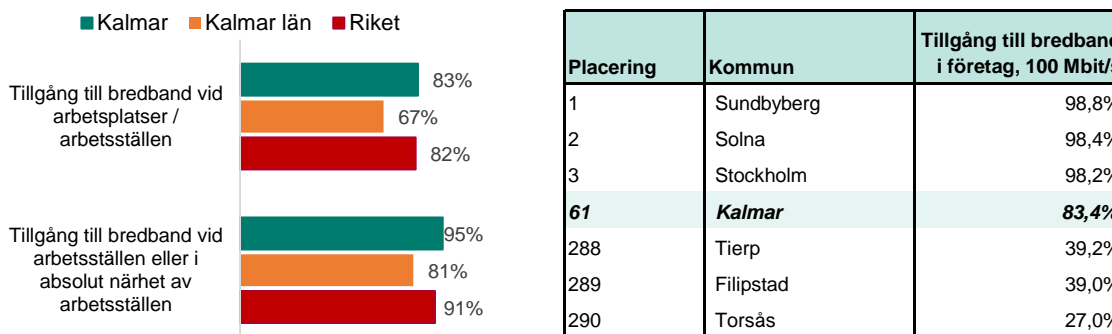 Kalmar Kalmar län Riket
Tillgång till bredband vid
arbetsplatser /
arbetsställen
83%
67%
82%
Tillgång till bredband vid
arbetsställen eller i
absolut närhet av
arbetsställen
95%
81%
91%
Placering Kommun Tillgång till bredband
i företag, 100 Mbit/s
1 Sundbyberg 98,8%
2 Solna 98,4%
3 Stockholm 98,2%
61 Kalmar 83,4%
288 Tierp 39,2%
289 Filipstad 39,0%
290 Torsås 27,0%